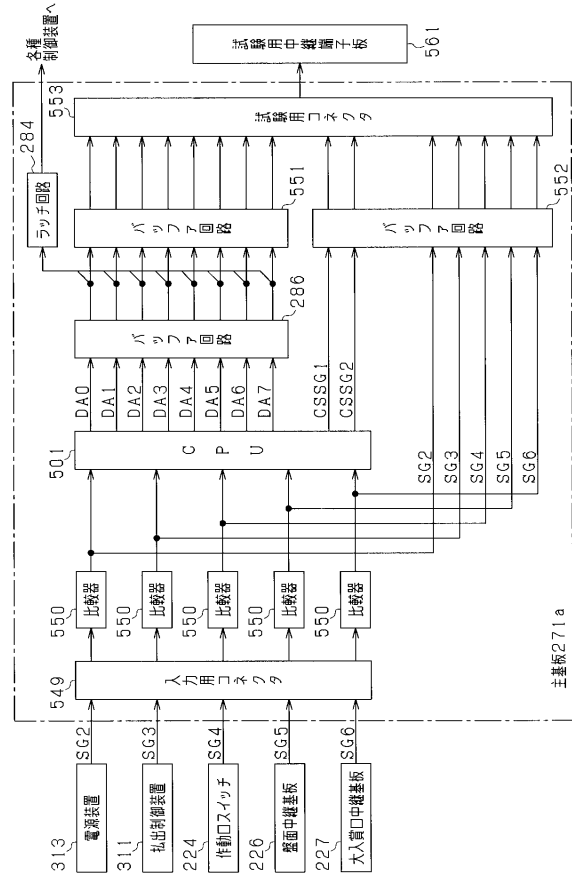 313
電源装置
SG2
311
払出制御装置
SG3
224
作動口スイッチ
SG4
226
盤面中継基板
SG5
227
大入賞口中継基板
SG6
549
入力用コネクタ
550
比較器
550
比較器
550
比較器
550
比較器
550
比較器
501
CPU
DA0
DA1
DA2
DA3
DA4
DA5
DA6
DA7
CSSG1
CSSG2
SG2
SG3
SG4
SG5
SG6
バッファ回路
286
ラッチ回路
284
バッファ回路
551
バッファ回路
552
553
試験用コネクタ
各種
制御装置へ
試験用中継端子板
561
主基板271a